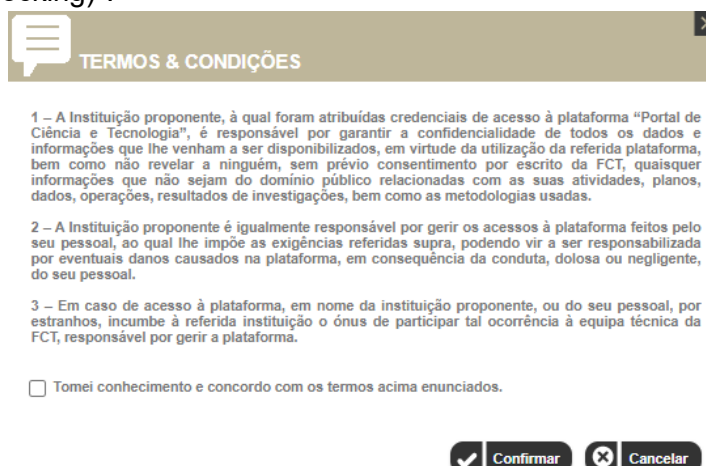 TERMOS & CONDIÇÕES
1 – A Instituição proponente, à qual foram atribuídas credenciais de acesso à plataforma “Portal de
Ciência e Tecnologia”, é responsável por garantir a confidencialidade de todos os dados e
informações que lhe venham a ser disponibilizados, em virtude da utilização da referida plataforma,
bem como não revelar a ninguém, sem prévio consentimento por escrito da FCT, quaisquer
informações que não sejam do domínio público relacionadas com as suas atividades, planos,
dados, operações, resultados de investigações, bem como as metodologias usadas.
2 – A Instituição proponente é igualmente responsável por gerir os acessos à plataforma feitos pelo
seu pessoal, ao qual lhe impõe as exigências referidas supra, podendo vir a ser responsabilizada
por eventuais danos causados na plataforma, em consequência da conduta, dolosa ou negligente,
do seu pessoal.
3 – Em caso de acesso à plataforma, em nome da instituição proponente, ou do seu pessoal, por
estranhos, incumbe à referida instituição o ónus de participar tal ocorrência à equipa técnica da
FCT, responsável por gerir a plataforma.
Tomei conhecimento e concordo com os termos acima enunciados.
Confirmar Cancelar